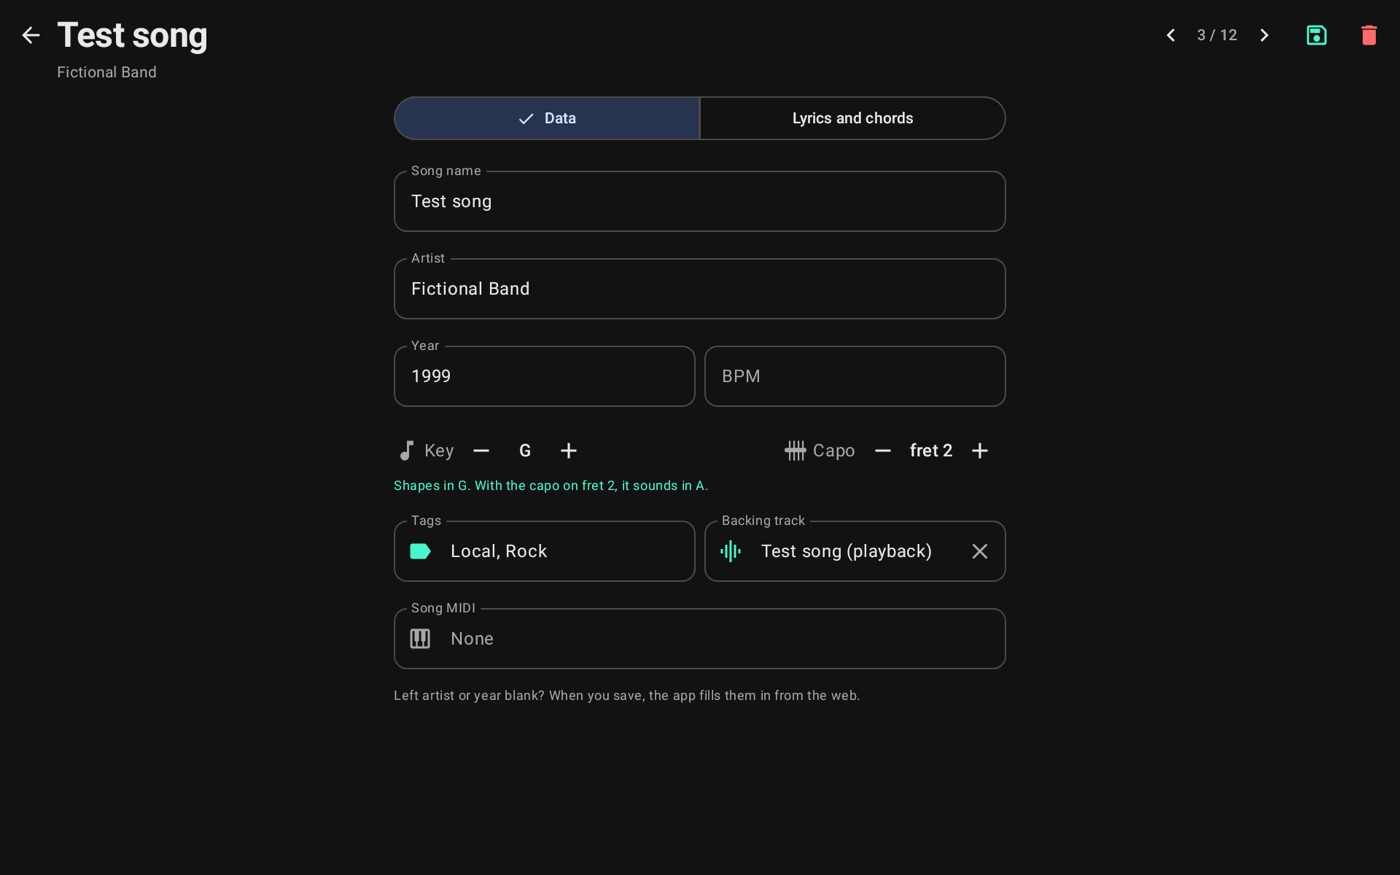 Test song
Fictional Band
3 / 12
Data
Lyrics and chords
Song name
Test song
Artist
Fictional Band
Year
1999
BPM
Key
G
Capo
fret 2
Shapes in G. With the capo on fret 2, it sounds in A.
Tags
Local, Rock
Backing track
Test song (playback)
Song MIDI
None
Left artist or year blank? When you save, the app fills them in from the web.